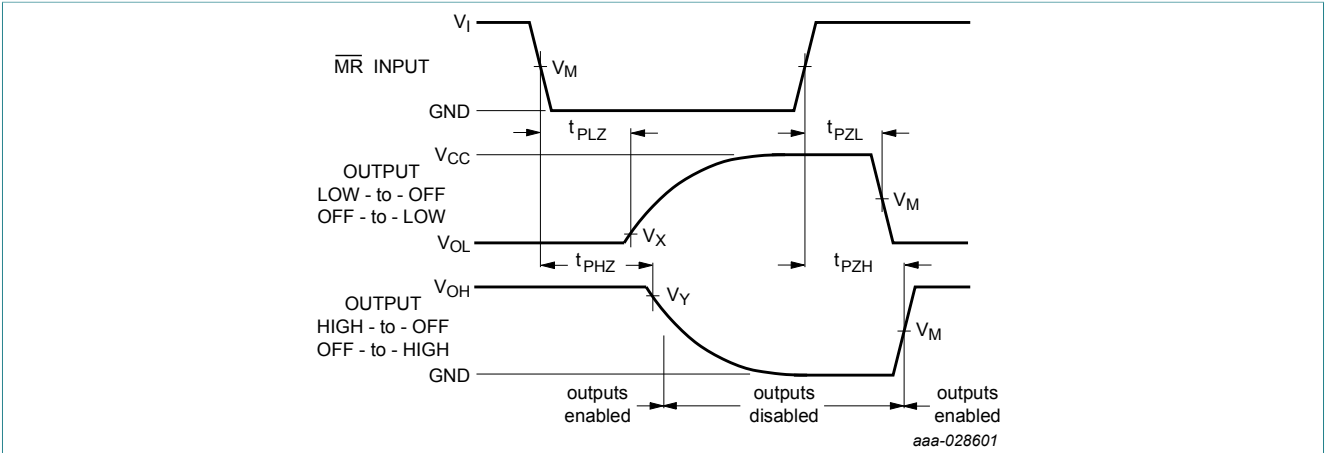 V_I
MR INPUT
V_M
GND
t_PLZ
t_PZL
V_CC
OUTPUT
LOW - to - OFF
OFF - to - LOW
V_M
V_OL
V_X
t_PHZ
t_PZH
V_OH
OUTPUT
HIGH - to - OFF
OFF - to - HIGH
V_Y
V_M
GND
outputs
enabled
outputs
disabled
outputs
enabled
aaa-028601